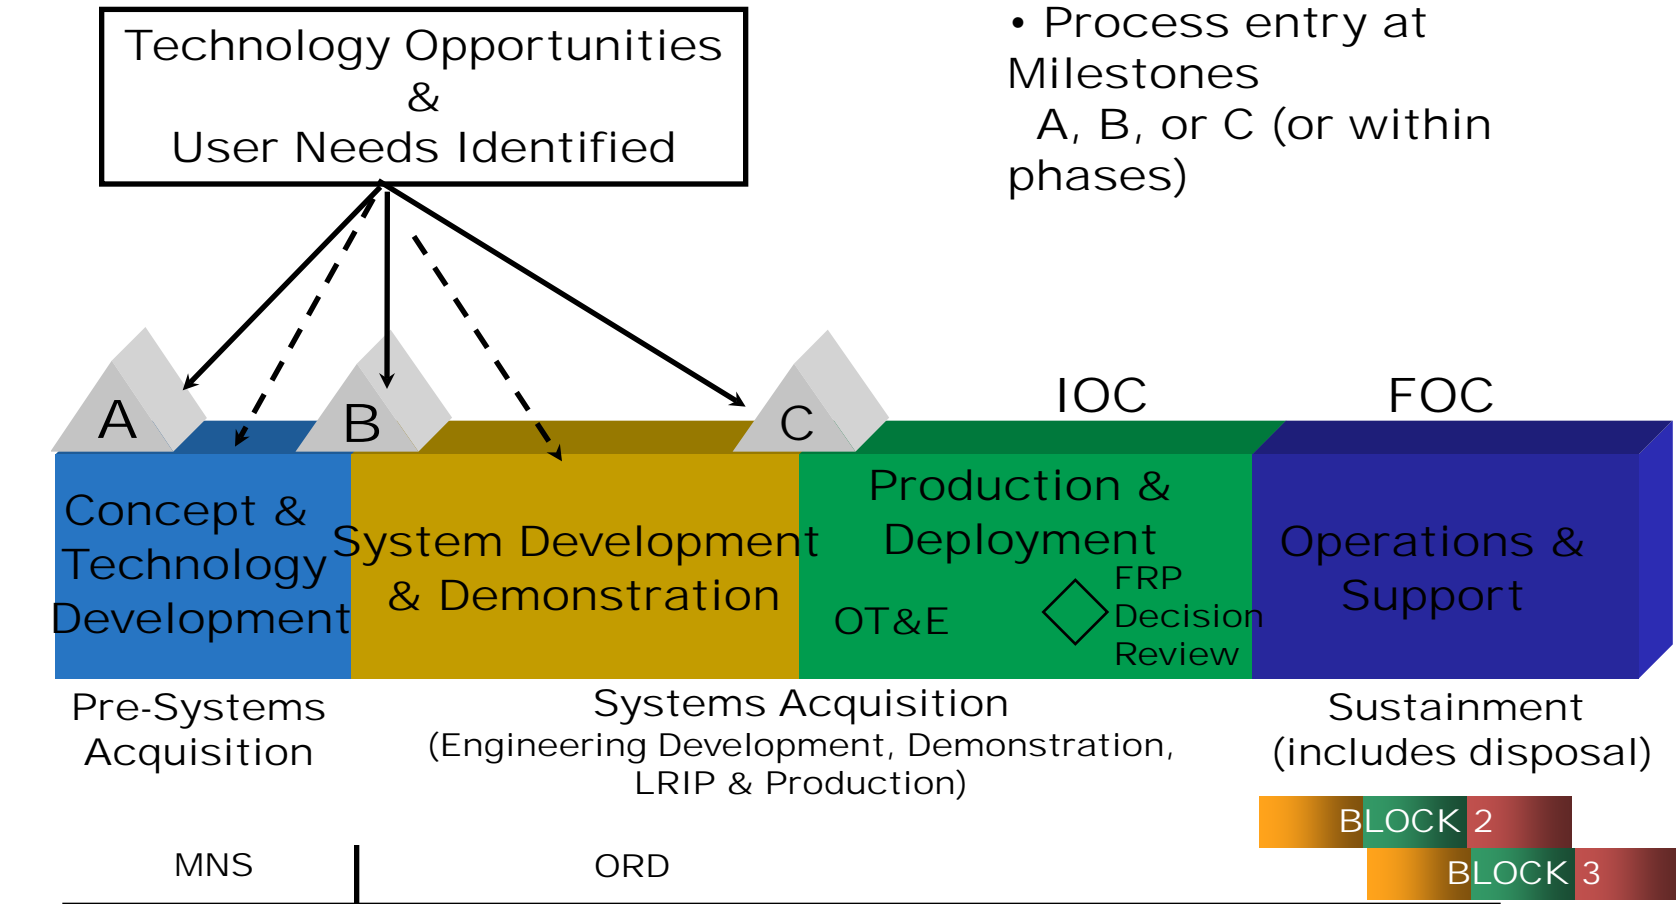 Technology Opportunities
&
User Needs Identified
• Process entry at
Milestones
A, B, or C (or within
phases)
A
B
C
IOC
FOC
Concept &
Technology
Development
System Development
& Demonstration
Production &
Deployment
OT&E
FRP
Decision
Review
Operations &
Support
Pre-Systems
Acquisition
Systems Acquisition
(Engineering Development, Demonstration,
LRIP & Production)
Sustainment
(includes disposal)
BLOCK 2
BLOCK 3
MNS
ORD